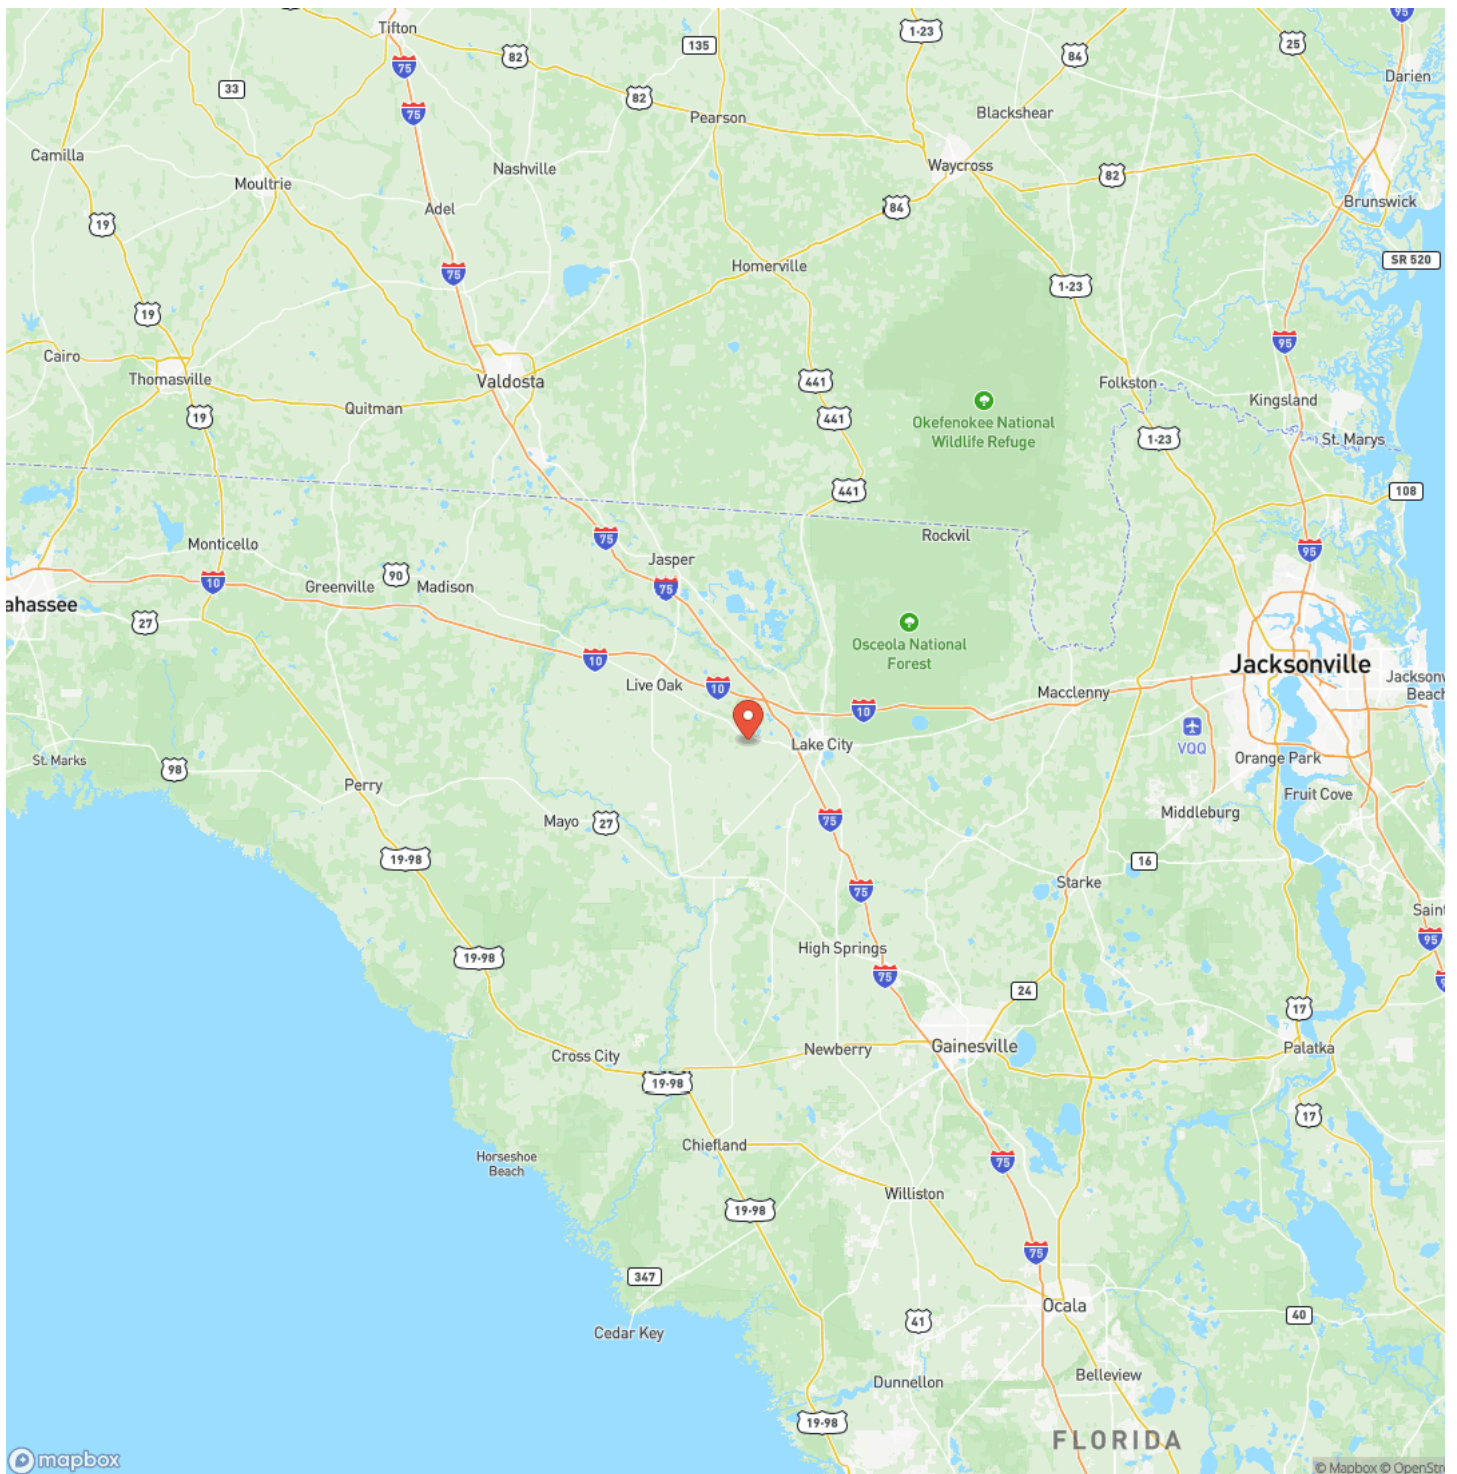 95
Tifton
1-23
135
25
82
84
75
Darien
33
82
75
Blackshear
Pearson
Camilla
Waycross
Nashville
82
Moultrie
Brunswick
Adel
84
19
SR 520
Homerville
75
1-23
19
95
Cairo
Thomasville
Valdosta
441
Folkston
Kingsland
Quitman
19
441
Okefenokee National
Wildlife Refuge
1-23
St. Marys
441
108
Rockvil
75
Monticello
95
Jasper
10
90
Greenville
Madison
75
ahassee
27
Osceola National
Forest
10
Jacksonville
Live Oak
10
Macclenny
Jacksonv
Beach
10
VQQ
Lake City
St. Marks
98
Orange Park
Perry
Fruit Cove
Middleburg
Mayo
27
75
19-98
16
Starke
75
Saint
High Springs
95
19-98
75
24
17
Cross City
Newberry
Gainesville
Palatka
19-98
17
Chiefland
Horseshoe
Beach
75
Williston
19-98
75
347
Ocala
40
41
Cedar Key
Dunnellon
Belleview
19-98
FLORIDA
mapbox
© Mapbox © OpenStre